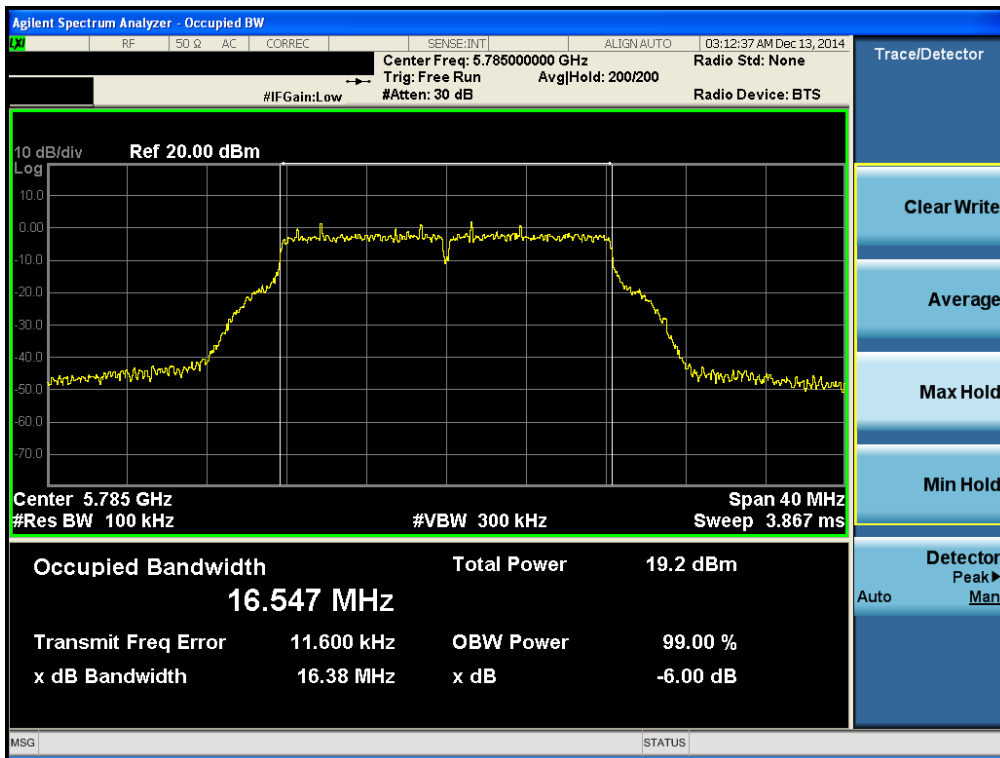 Agilent Spectrum Analyzer - Occupied BW
LXI RF 50 Ω AC CORREC SENSE:INT ALIGN AUTO 03:12:37 AM Dec 13, 2014
Center Freq: 5.785000000 GHz Radio Std: None
Trig: Free Run Avg|Hold: 200/200
#IFGain:Low #Atten: 30 dB Radio Device: BTS
Trace/Detector
10 dB/div Ref 20.00 dBm
Log
10.0
0.00
-10.0
-20.0
-30.0
-40.0
-50.0
-60.0
-70.0
Center 5.785 GHz Span 40 MHz
#Res BW 100 kHz #VBW 300 kHz Sweep 3.867 ms
Occupied Bandwidth Total Power 19.2 dBm
16.547 MHz
Transmit Freq Error 11.600 kHz OBW Power 99.00 %
x dB Bandwidth 16.38 MHz x dB -6.00 dB
Clear Write
Average
Max Hold
Min Hold
Detector
Peak▶
Auto Man
MSG STATUS